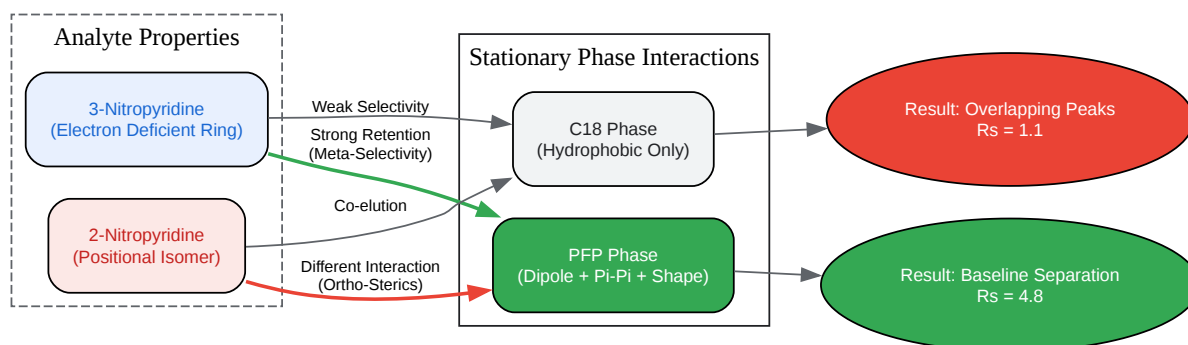 Analyte Properties
3-Nitropyridine
(Electron Deficient Ring)
2-Nitropyridine
(Positional Isomer)
Weak Selectivity
Strong Retention
(Meta-Selectivity)
Co-elution
Different Interaction
(Ortho-Sterics)
Stationary Phase Interactions
C18 Phase
(Hydrophobic Only)
PFP Phase
(Dipole + Pi-Pi + Shape)
Result: Overlapping Peaks
Rs = 1.1
Result: Baseline Separation
Rs = 4.8